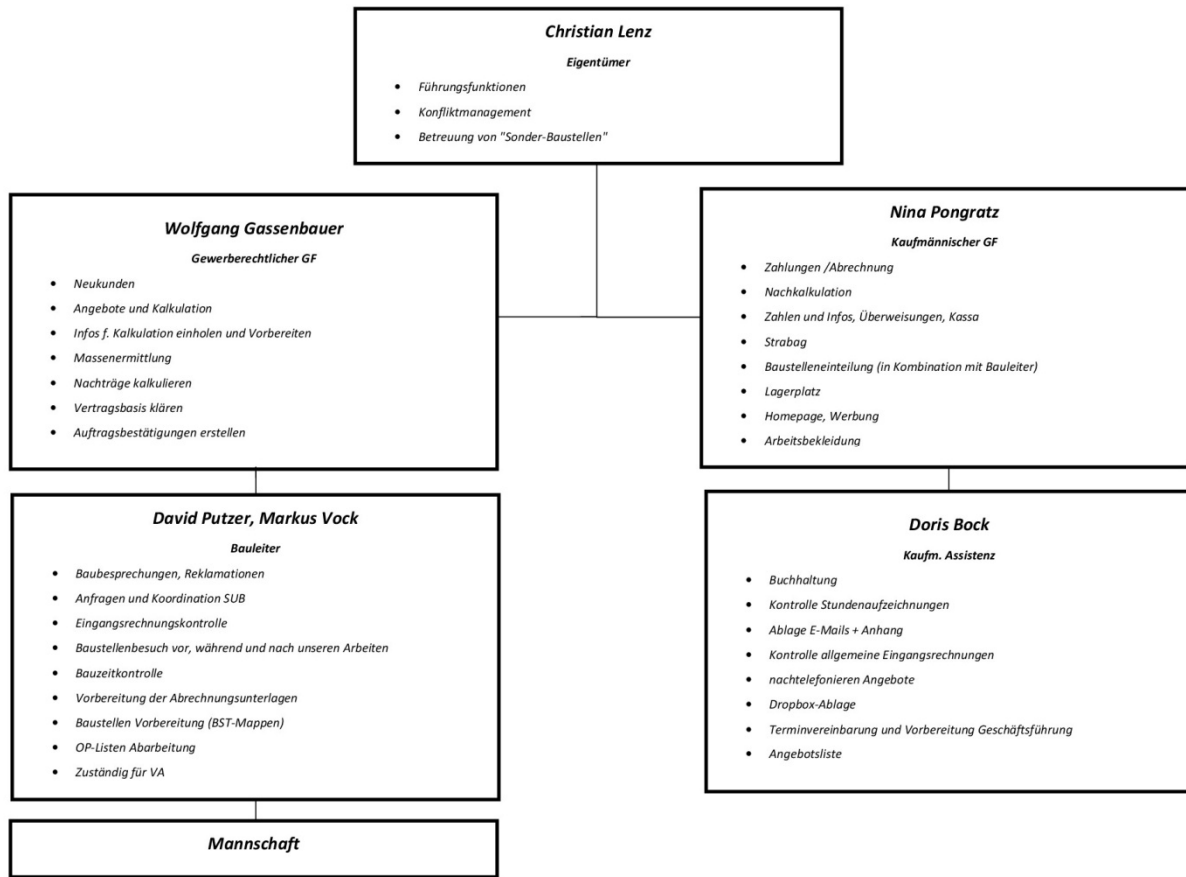 Christian Lenz
Eigentümer
• Führungsfunktionen
• Konfliktmanagement
• Betreuung von "Sonder-Baustellen"
Wolfgang Gassenbauer
Gewerberechtlicher GF
• Neukunden
• Angebote und Kalkulation
• Infos f. Kalkulation einholen und Vorbereiten
• Massenermittlung
• Nachträge kalkulieren
• Vertragsbasis klären
• Auftragsbestätigungen erstellen
Nina Pongratz
Kaufmännischer GF
• Zahlungen /Abrechnung
• Nachkalkulation
• Zahlen und Infos, Überweisungen, Kassa
• Strabag
• Baustelleneinteilung (in Kombination mit Bauleiter)
• Lagerplatz
• Homepage, Werbung
• Arbeitsbekleidung
David Putzer, Markus Vock
Bauleiter
• Baubesprechungen, Reklamationen
• Anfragen und Koordination SUB
• Eingangsrechnungskontrolle
• Baustellenbesuch vor, während und nach unseren Arbeiten
• Bauzeitkontrolle
• Vorbereitung der Abrechnungsunterlagen
• Baustellen Vorbereitung (BST-Mappen)
• OP-Listen Abarbeitung
• Zuständig für VA
Doris Bock
Kaufm. Assistenz
• Buchhaltung
• Kontrolle Stundenaufzeichnungen
• Ablage E-Mails + Anhang
• Kontrolle allgemeine Eingangsrechnungen
• nachtelefonieren Angebote
• Dropbox-Ablage
• Terminvereinbarung und Vorbereitung Geschäftsführung
• Angebotsliste
Mannschaft